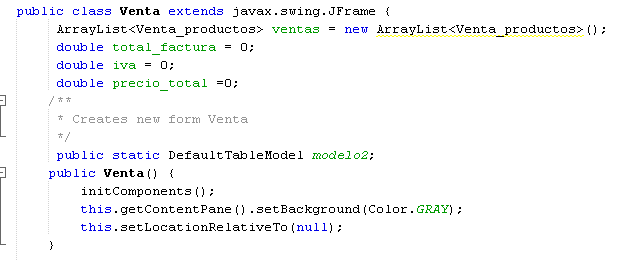 public class Venta extends javax.swing.JFrame {
ArrayList<Venta_productos> ventas = new ArrayList<Venta_productos>();
double total_factura = 0;
double iva = 0;
double precio_total =0;
/**
* Creates new form Venta
*/
public static DefaultTableModel modelo2;
public Venta() {
initComponents();
this.getContentPane().setBackground(Color.GRAY);
this.setLocationRelativeTo(null);
}